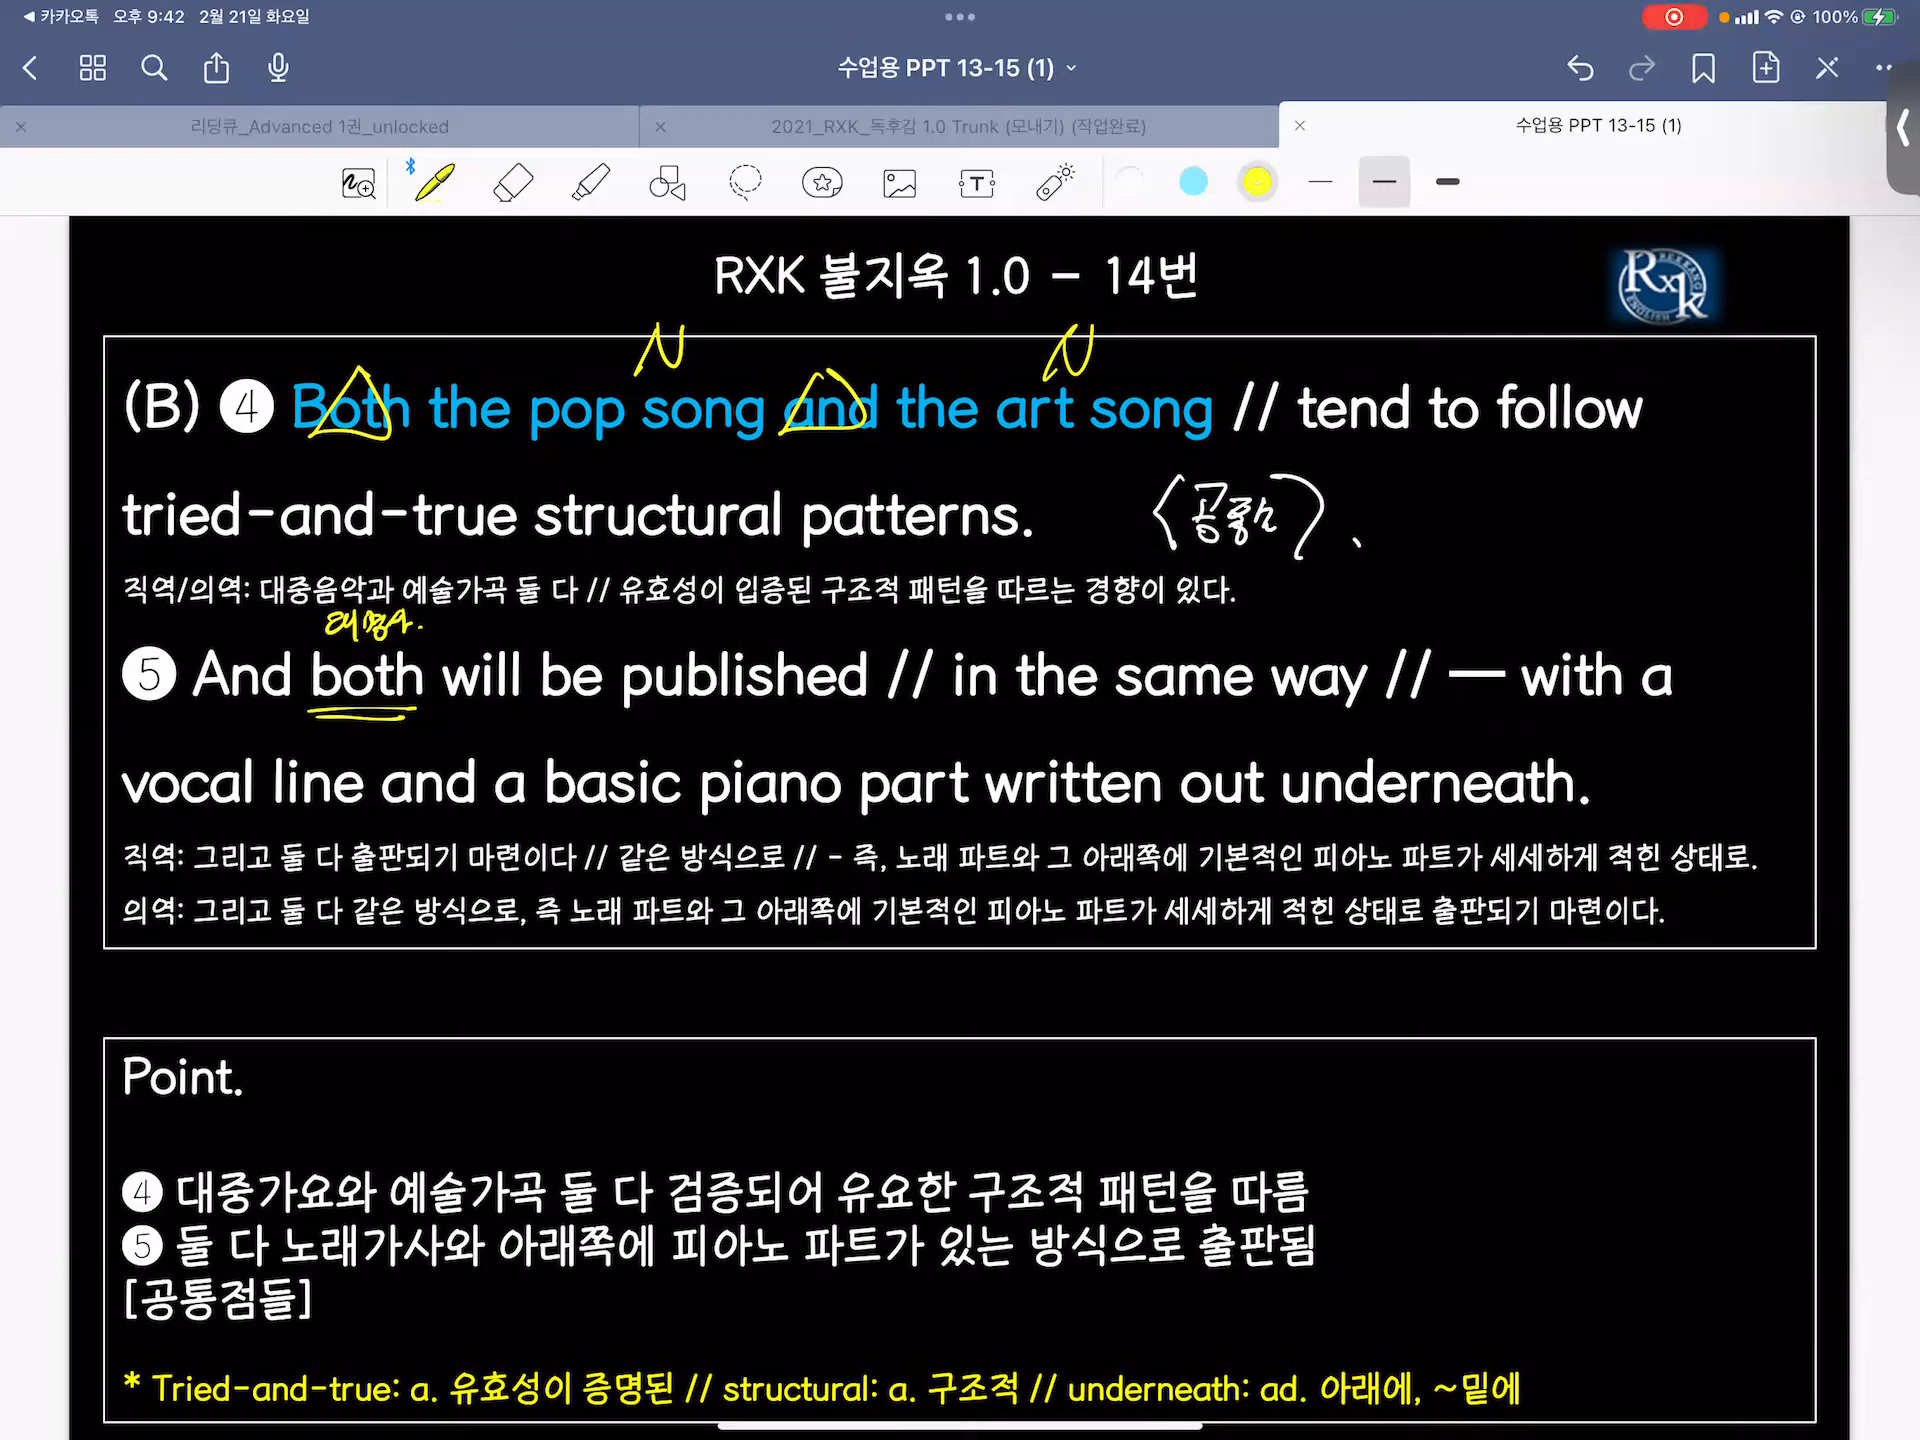 ◀ 카카오톡 오후 9:42 2월 21일 화요일 100%
수업용 PPT 13-15 (1)
리딩큐_Advanced 1권_unlocked
2021_RXK_독후감 1.0 Trunk (모내기) (작업완료)
수업용 PPT 13-15 (1)
RXK 불지옥 1.0 - 14번
RxK
N N
(B) ④ Both the pop song and the art song // tend to follow
tried-and-true structural patterns.
직역/의역: 대중음악과 예술가곡 둘 다 // 유효성이 입증된 구조적 패턴을 따르는 경향이 있다.
대명사.
⑤ And both will be published // in the same way // — with a
vocal line and a basic piano part written out underneath.
직역: 그리고 둘 다 출판되기 마련이다 // 같은 방식으로 // - 즉, 노래 파트와 그 아래쪽에 기본적인 피아노 파트가 세세하게 적힌 상태로.
의역: 그리고 둘 다 같은 방식으로, 즉 노래 파트와 그 아래쪽에 기본적인 피아노 파트가 세세하게 적힌 상태로 출판되기 마련이다.
Point.
④ 대중가요와 예술가곡 둘 다 검증되어 유요한 구조적 패턴을 따름
⑤ 둘 다 노래가사와 아래쪽에 피아노 파트가 있는 방식으로 출판됨
[공통점들]
* Tried-and-true: a. 유효성이 증명된 // structural: a. 구조적 // underneath: ad. 아래에, ~밑에